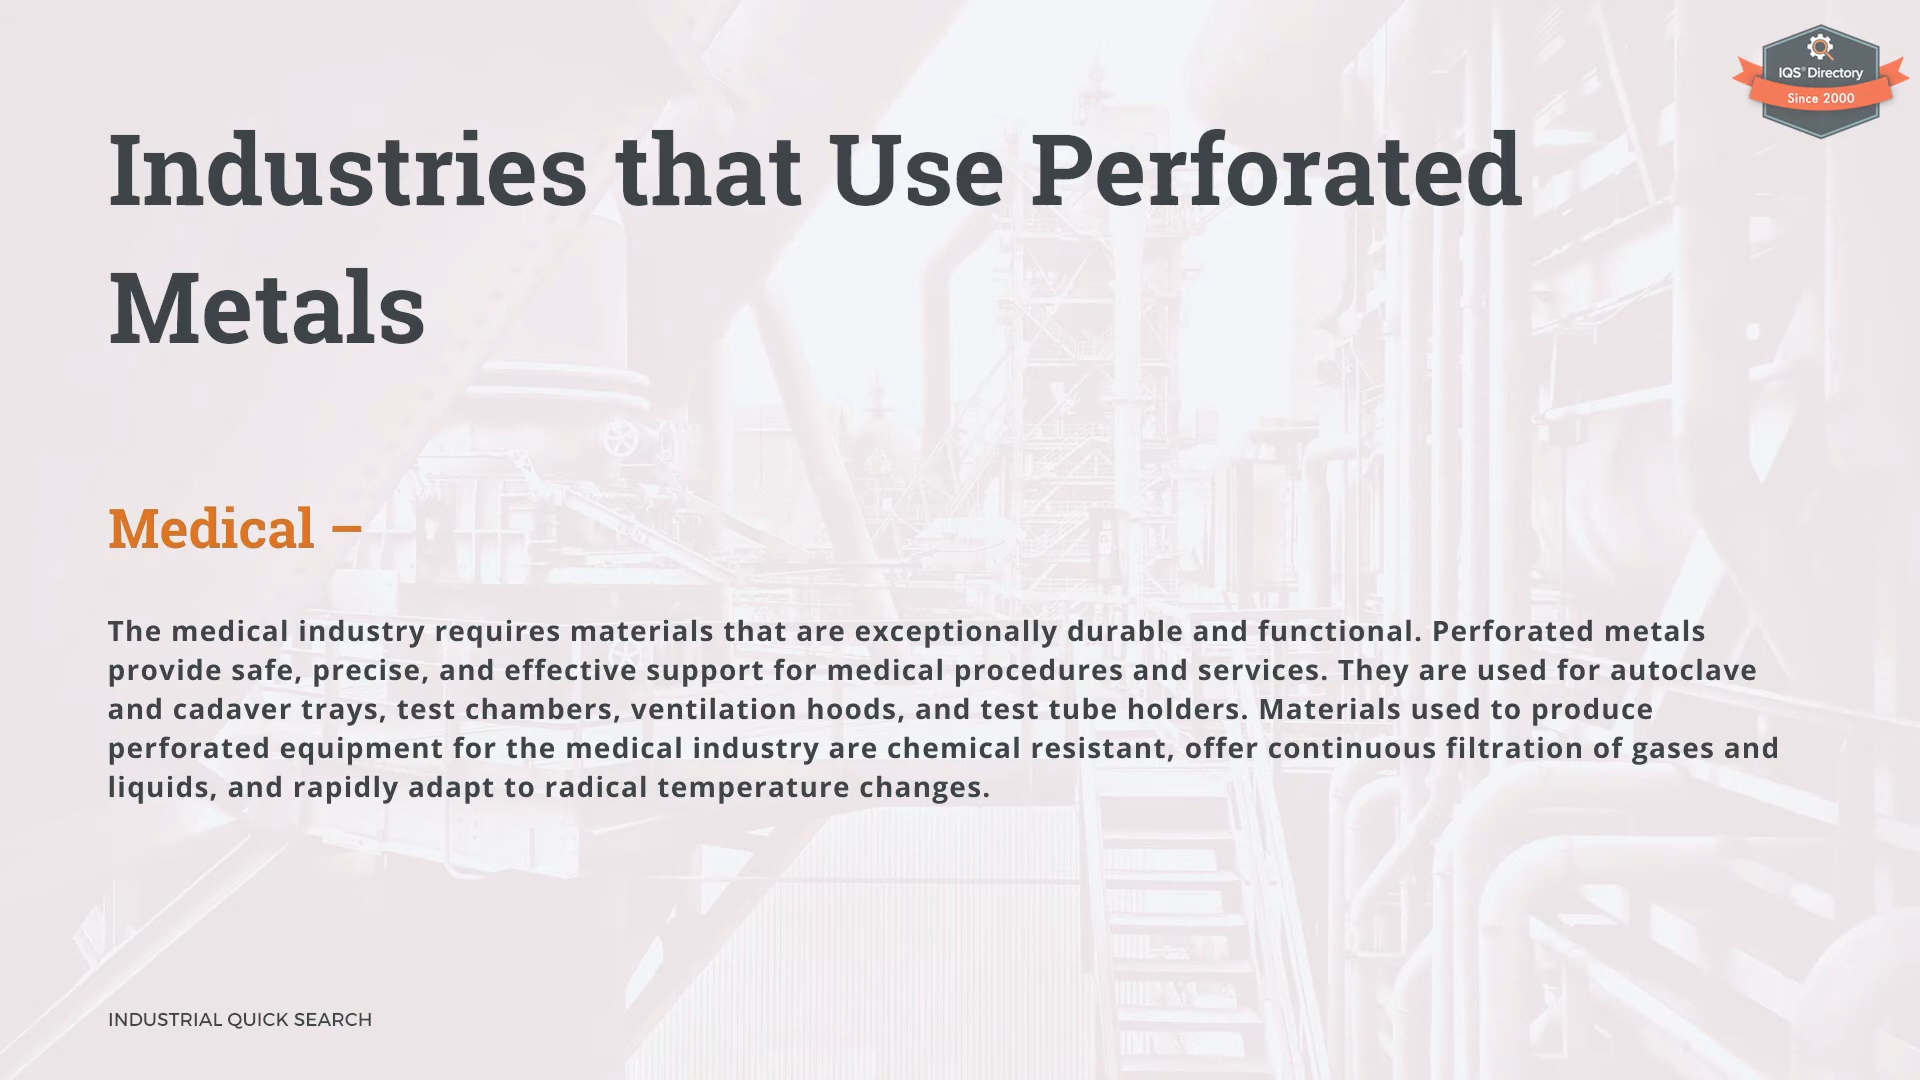 IQS® Directory
Since 2000
Industries that Use Perforated
Metals
Medical –
The medical industry requires materials that are exceptionally durable and functional. Perforated metals
provide safe, precise, and effective support for medical procedures and services. They are used for autoclave
and cadaver trays, test chambers, ventilation hoods, and test tube holders. Materials used to produce
perforated equipment for the medical industry are chemical resistant, offer continuous filtration of gases and
liquids, and rapidly adapt to radical temperature changes.
INDUSTRIAL QUICK SEARCH